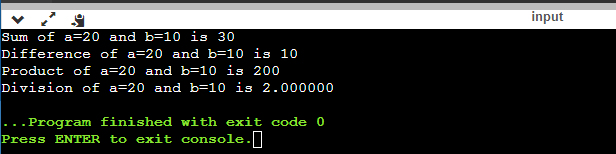 input
Sum of a=20 and b=10 is 30
Difference of a=20 and b=10 is 10
Product of a=20 and b=10 is 200
Division of a=20 and b=10 is 2.000000
...Program finished with exit code 0
Press ENTER to exit console.